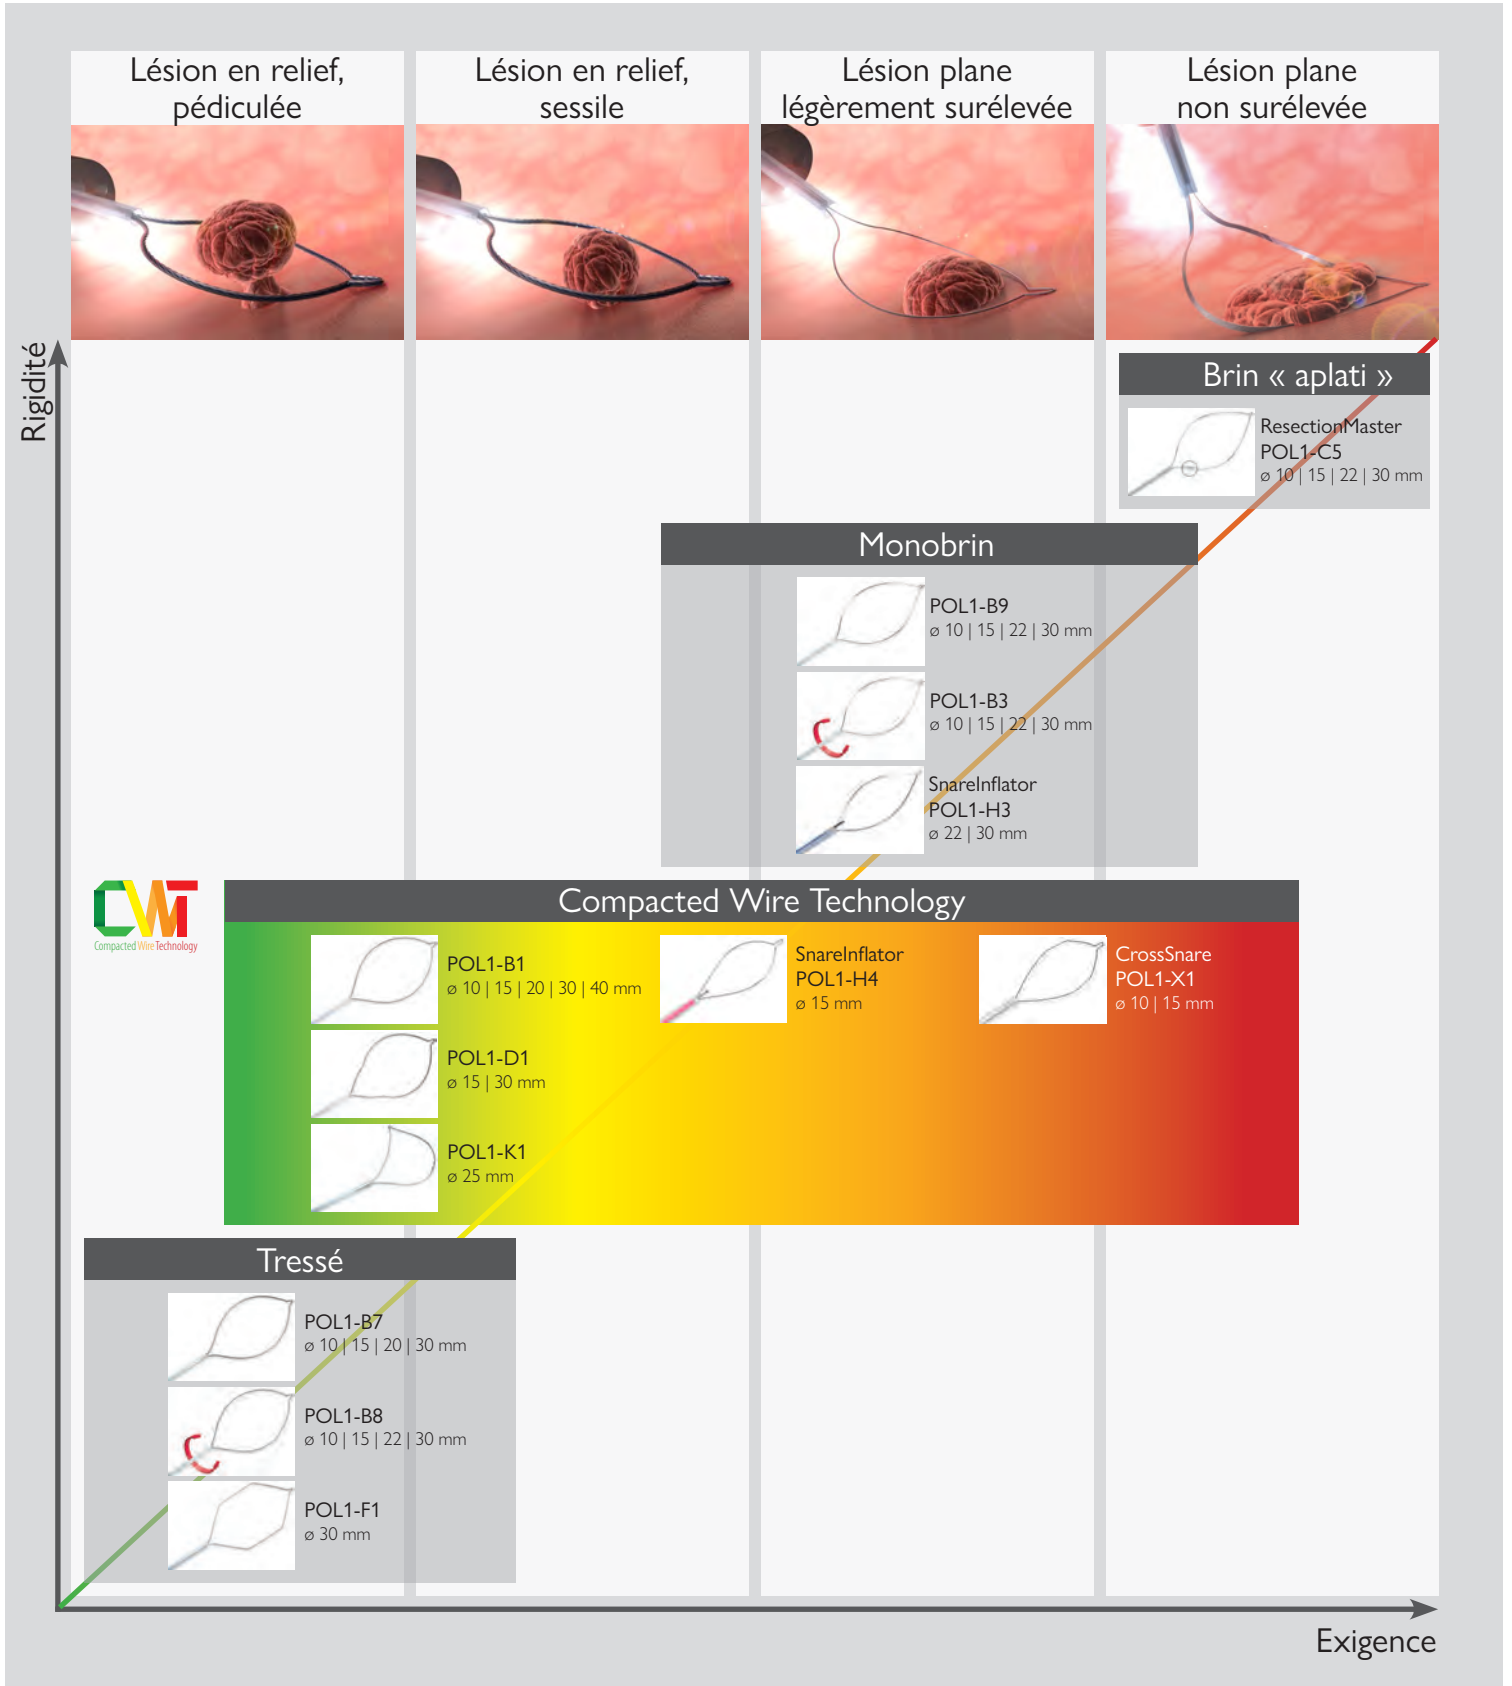 Lésion en relief,
pédiculée
Lésion en relief,
sessile
Lésion plane
légèrement surélevée
Lésion plane
non surélevée
Rigidité
Brin « aplati »
ResectionMaster
POL1-C5
ø 10 | 15 | 22 | 30 mm
Monobrin
POL1-B9
ø 10 | 15 | 22 | 30 mm
POL1-B3
ø 10 | 15 | 22 | 30 mm
SnareInflator
POL1-H3
ø 22 | 30 mm
CWT
Compacted Wire Technology
Compacted Wire Technology
POL1-B1
ø 10 | 15 | 20 | 30 | 40 mm
POL1-D1
ø 15 | 30 mm
POL1-K1
ø 25 mm
SnareInflator
POL1-H4
ø 15 mm
CrossSnare
POL1-X1
ø 10 | 15 mm
Tressé
POL1-B7
ø 10 | 15 | 20 | 30 mm
POL1-B8
ø 10 | 15 | 22 | 30 mm
POL1-F1
ø 30 mm
Exigence